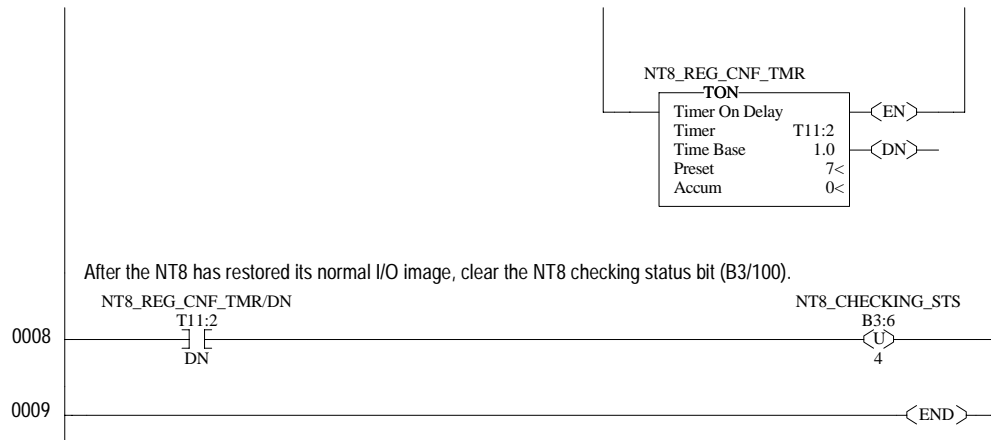 NT8_REG_CNF_TMR
TON
Timer On Delay
EN
Timer T11:2
Time Base 1.0
DN
Preset 7<
Accum 0<
After the NT8 has restored its normal I/O image, clear the NT8 checking status bit (B3/100).
NT8_REG_CNF_TMR/DN NT8_CHECKING_STS
T11:2 B3:6
0008 U
DN 4
0009 END